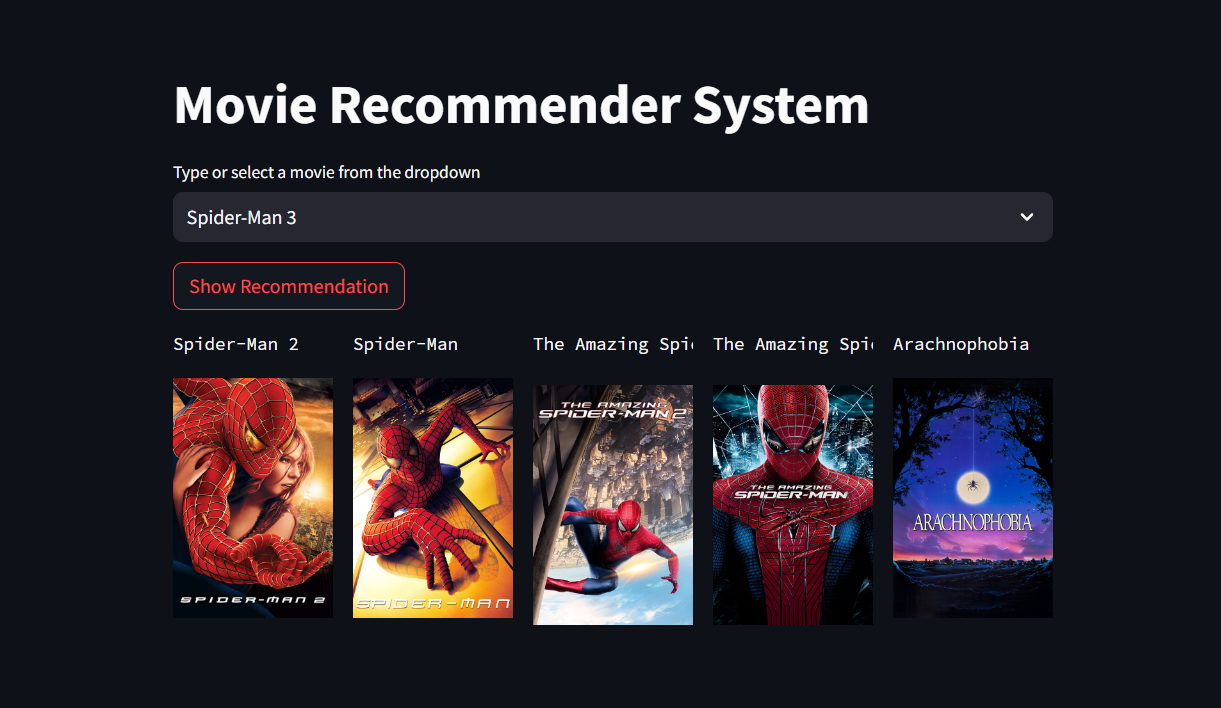 Movie Recommender System
Type or select a movie from the dropdown
Spider-Man 3
Show Recommendation
Spider-Man 2
Spider-Man
The Amazing Spi
The Amazing Spi
Arachnophobia
SPIDER-MAN 2
SPIDER-MAN
THE AMAZING
SPIDER-MAN 2
THE AMAZING
SPIDER-MAN
ARACHNOPHOBIA